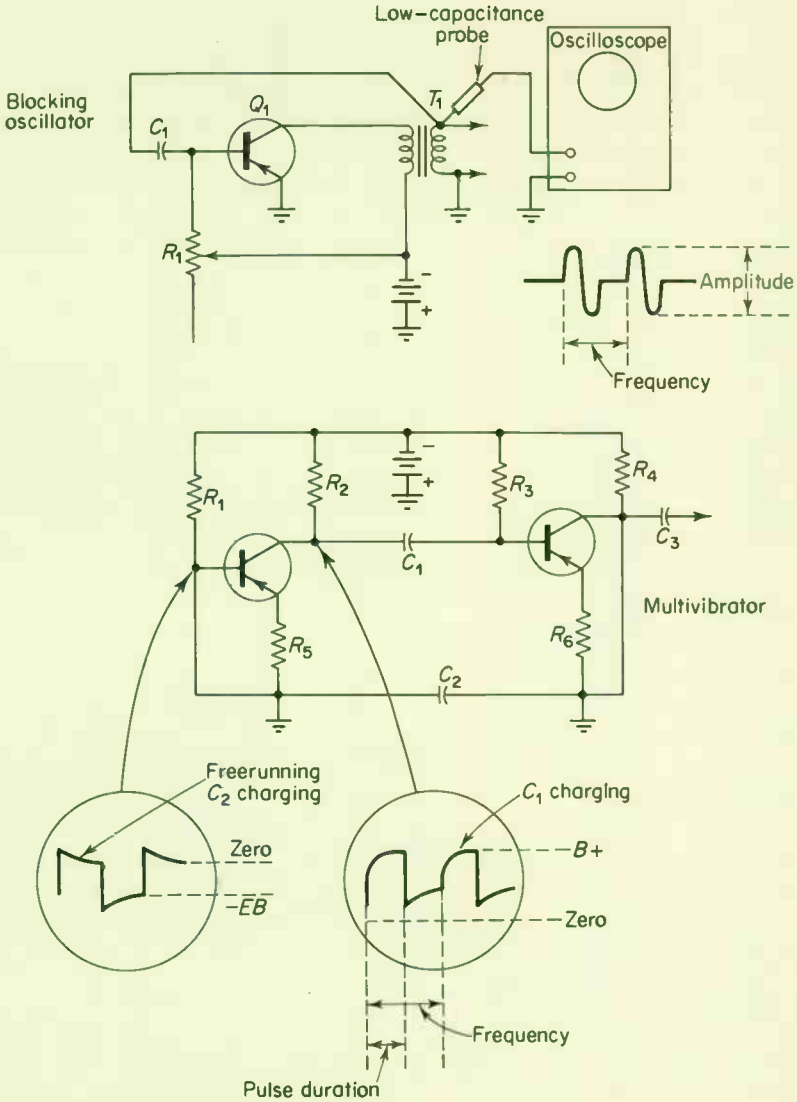 Low-capacitance
probe
Oscilloscope
Blocking
oscillator
Q1
T1
C1
R1
-
+
Amplitude
Frequency
-
+
R1
R2
R3
R4
C1
C3
Multivibrator
R5
R6
C2
Freerunning
C2 charging
Zero
-EB
C1 charging
B+
Zero
Frequency
Pulse duration